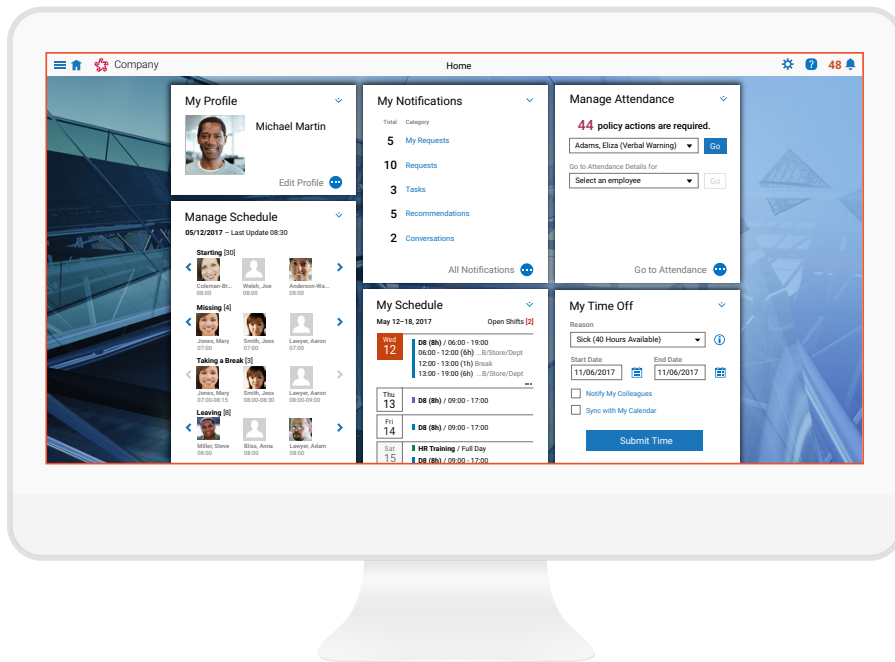 Company
Home
48
My Profile
Michael Martin
Edit Profile
Manage Schedule
05/12/2017 – Last Update 08:30
Starting [30]
Coleman-Br... Welsh, Joe Anderson-Wa...
08:00 08:00 08:00
Missing [4]
Jones, Mary Smith, Jess Lawyer, Aaron
07:00 07:00 07:00
Taking a Break [3]
Jones, Mary Smith, Jess Lawyer, Aaron
07:00-08:15 08:00-08:30 08:00-09:00
Leaving [8]
Miller, Steve Bliss, Anna Lawyer, Adam
08:00 08:00 08:00
My Notifications
Total Category
5 My Requests
10 Requests
3 Tasks
5 Recommendations
2 Conversations
All Notifications
My Schedule
May 12–18, 2017 Open Shifts [2]
Wed
12
D8 (8h) / 06:00 - 19:00
06:00 - 12:00 (6h) ...B/Store/Dept
12:00 - 13:00 (1h) Break
13:00 - 19:00 (6h) ...B/Store/Dept
Thu
13
D8 (8h) / 09:00 - 17:00
Fri
14
D8 (8h) / 09:00 - 17:00
Sat
15
HR Training / Full Day
D8 (8h) / 09:00 - 17:00
Manage Attendance
44 policy actions are required.
Adams, Eliza (Verbal Warning) Go
Go to Attendance Details for
Select an employee Go
Go to Attendance
My Time Off
Reason
Sick (40 Hours Available)
Start Date End Date
11/06/2017 11/06/2017
Notify My Colleagues
Sync with My Calendar
Submit Time